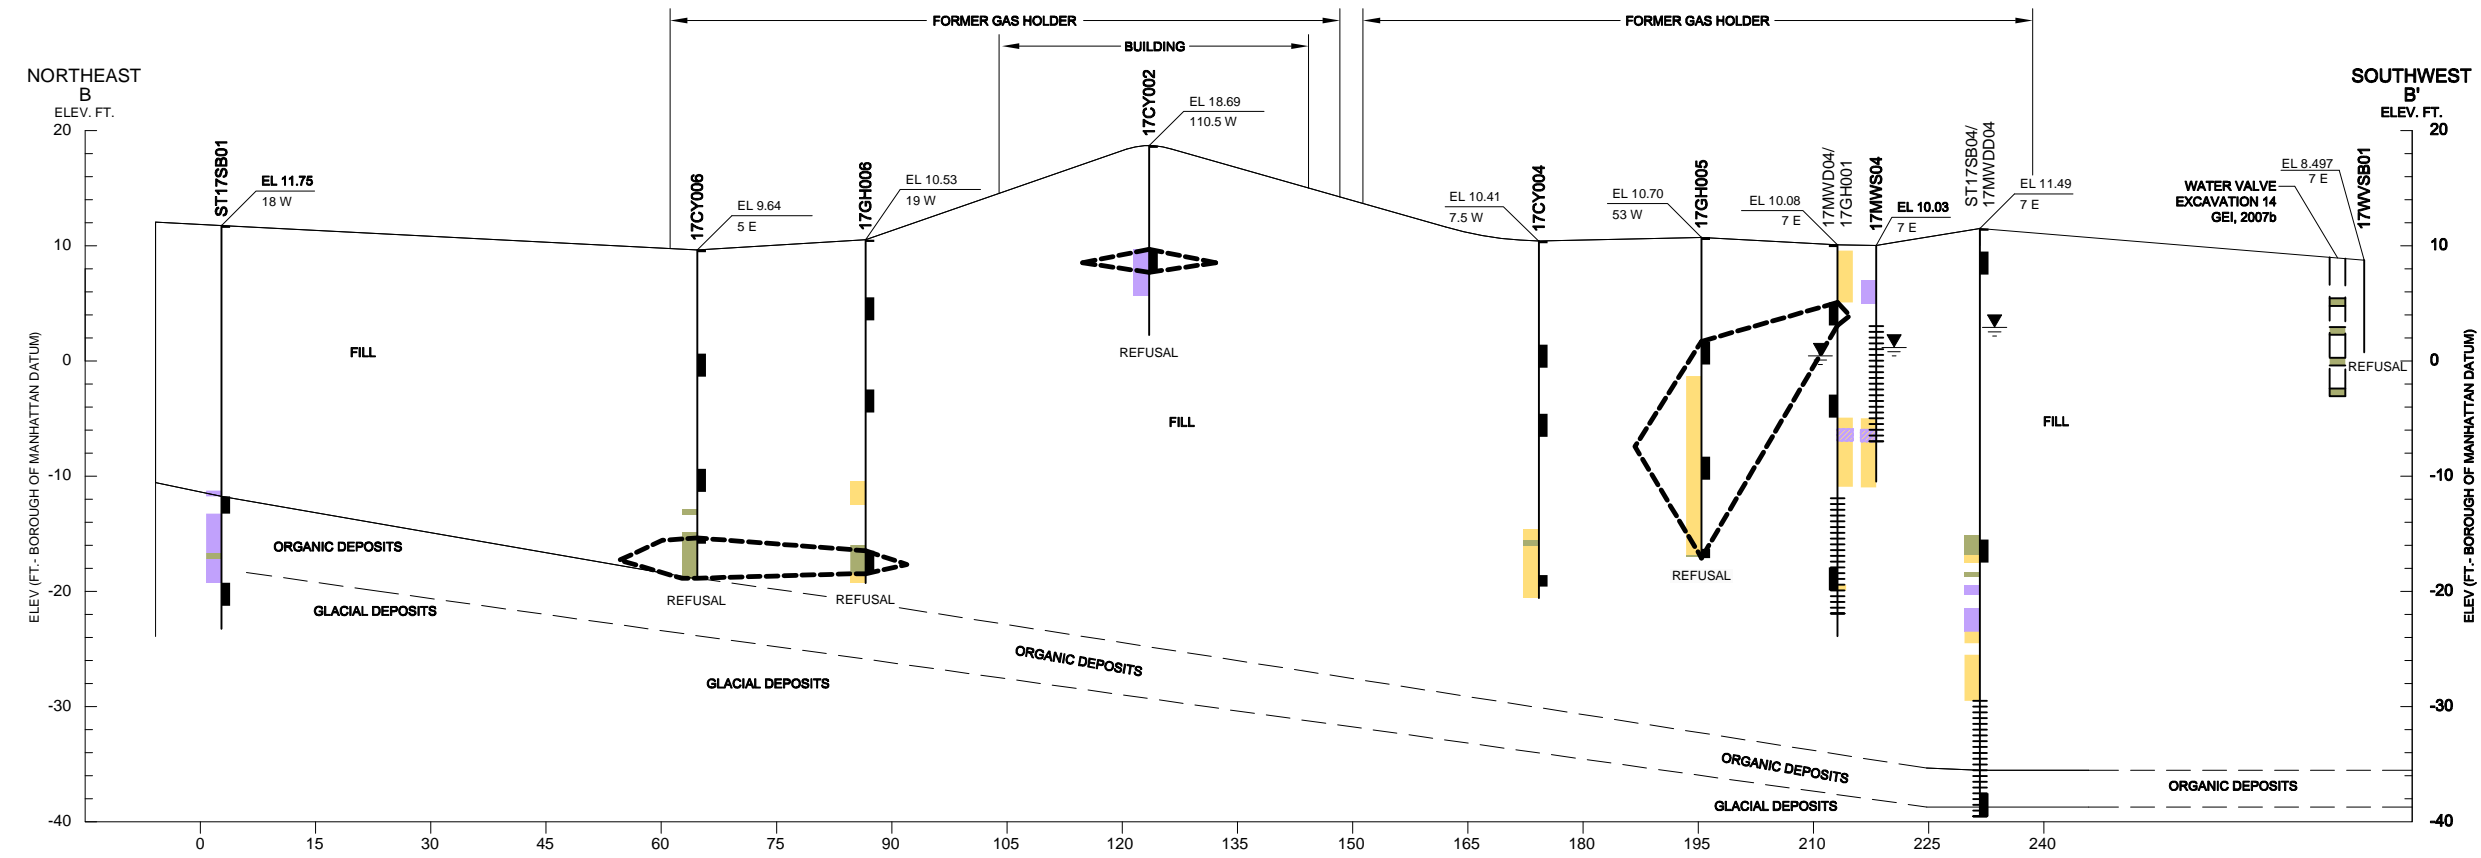 FORMER GAS HOLDER
FORMER GAS HOLDER
BUILDING
NORTHEAST
B
ELEV. FT.
SOUTHWEST
B'
ELEV. FT.
ST17SB01
EL 11.75
18 W
17CY006
EL 9.64
5 E
17GH006
EL 10.53
19 W
17CY002
EL 18.69
110.5 W
17CY004
EL 10.41
7.5 W
17GH005
EL 10.70
53 W
17MWD04/
17GH001
EL 10.08
7 E
17MWS04
EL 10.03
7 E
ST17SB04/
17MWDD04
EL 11.49
7 E
WATER VALVE
EXCAVATION 14
GEI, 2007b
17WVSB01
EL 8.497
7 E
20
10
0
-10
-20
-30
-40
ELEV (FT.- BOROUGH OF MANHATTAN DATUM)
20
10
0
-10
-20
-30
-40
ELEV (FT.- BOROUGH OF MANHATTAN DATUM)
FILL
FILL
FILL
REFUSAL
REFUSAL
REFUSAL
REFUSAL
REFUSAL
ORGANIC DEPOSITS
GLACIAL DEPOSITS
ORGANIC DEPOSITS
GLACIAL DEPOSITS
ORGANIC DEPOSITS
GLACIAL DEPOSITS
ORGANIC DEPOSITS
0 15 30 45 60 75 90 105 120 135 150 165 180 195 210 225 240